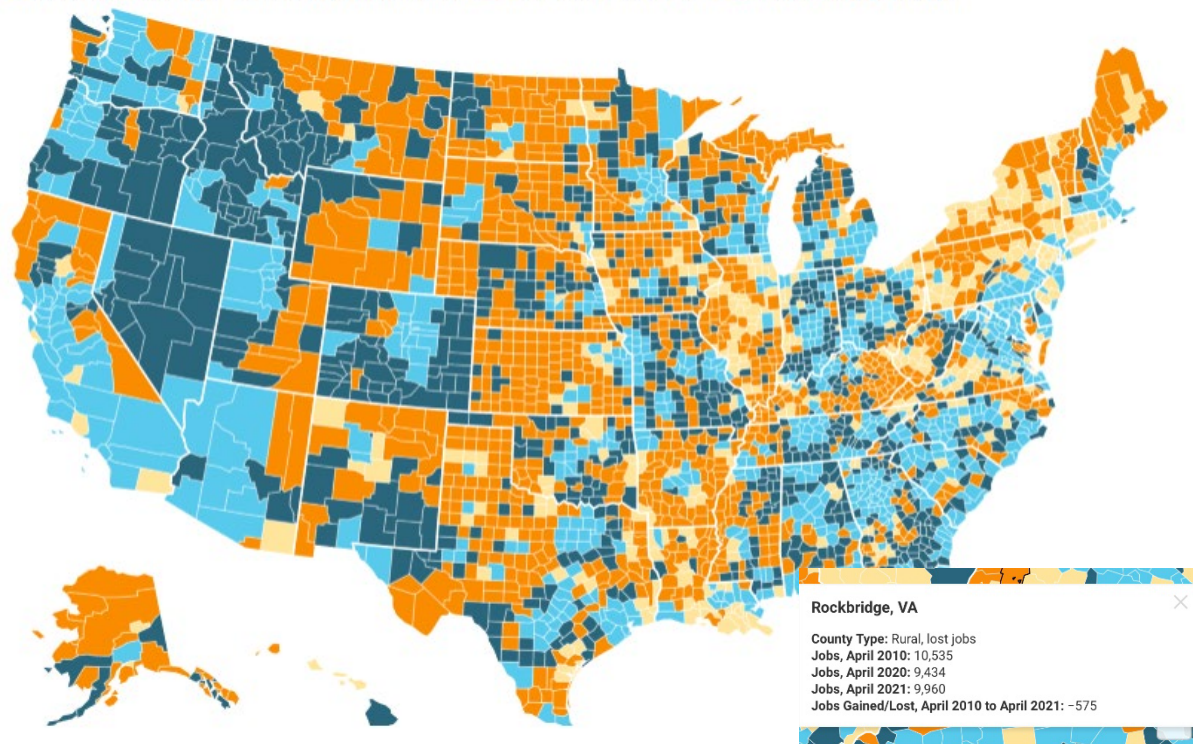 Rockbridge, VA
County Type: Rural, lost jobs
Jobs, April 2010: 10,535
Jobs, April 2020: 9,434
Jobs, April 2021: 9,960
Jobs Gained/Lost, April 2010 to April 2021: −575